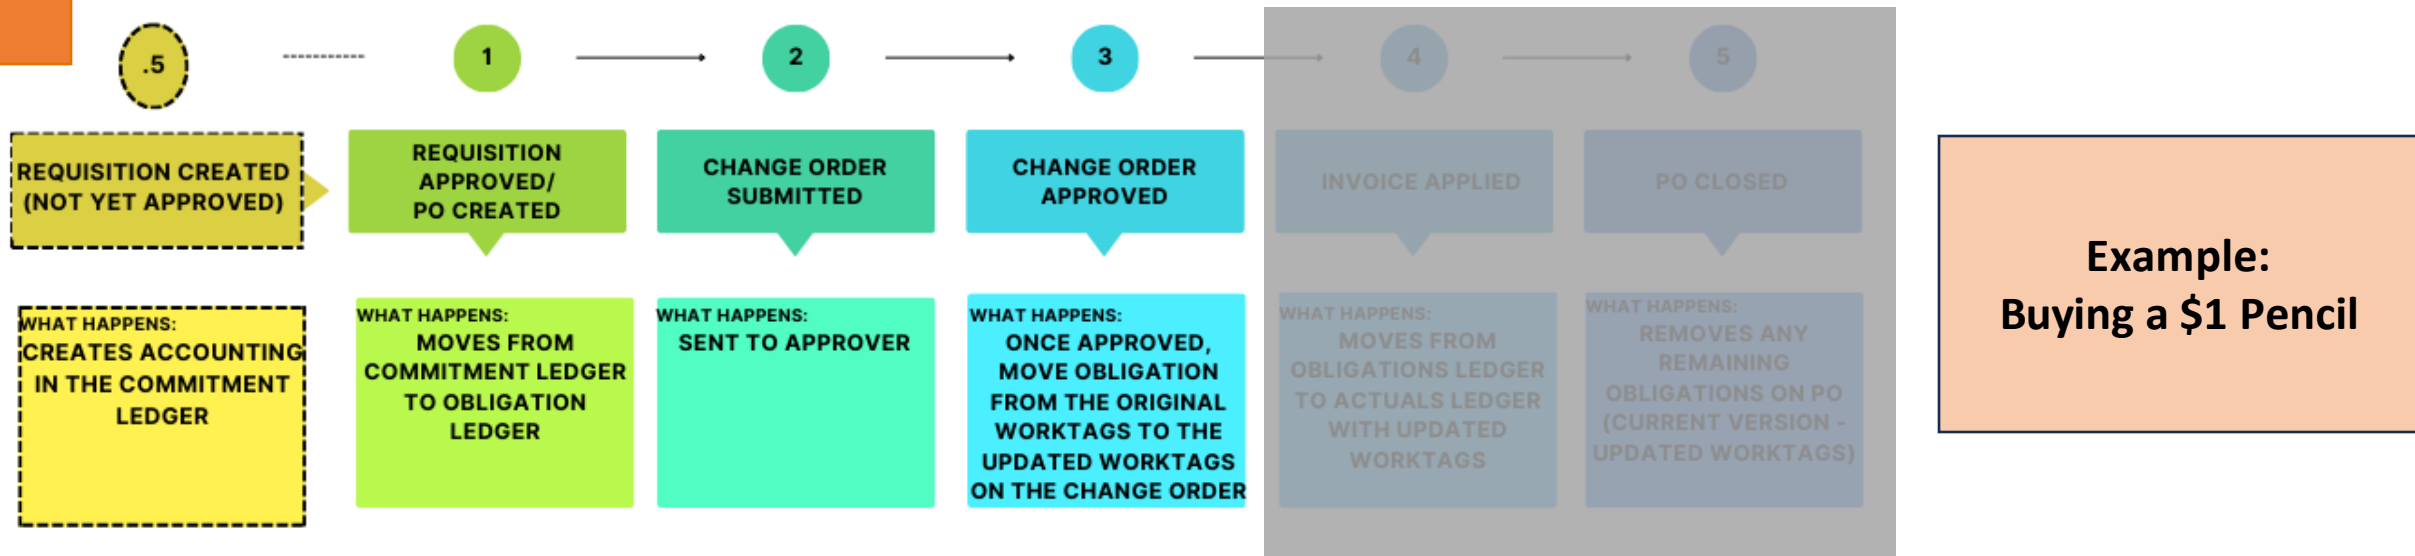 .5
1
2
3
4
5
REQUISITION CREATED
(NOT YET APPROVED)
REQUISITION
APPROVED/
PO CREATED
CHANGE ORDER
SUBMITTED
CHANGE ORDER
APPROVED
INVOICE APPLIED
PO CLOSED
WHAT HAPPENS:
CREATES ACCOUNTING
IN THE COMMITMENT
LEDGER
WHAT HAPPENS:
MOVES FROM
COMMITMENT LEDGER
TO OBLIGATION
LEDGER
WHAT HAPPENS:
SENT TO APPROVER
WHAT HAPPENS:
ONCE APPROVED,
MOVE OBLIGATION
FROM THE ORIGINAL
WORKTAGS TO THE
UPDATED WORKTAGS
ON THE CHANGE ORDER
WHAT HAPPENS:
MOVES FROM
OBLIGATIONS LEDGER
TO ACTUALS LEDGER
WITH UPDATED
WORKTAGS
WHAT HAPPENS:
REMOVES ANY
REMAINING
OBLIGATIONS ON PO
(CURRENT VERSION -
UPDATED WORKTAGS)
Example:
Buying a $1 Pencil